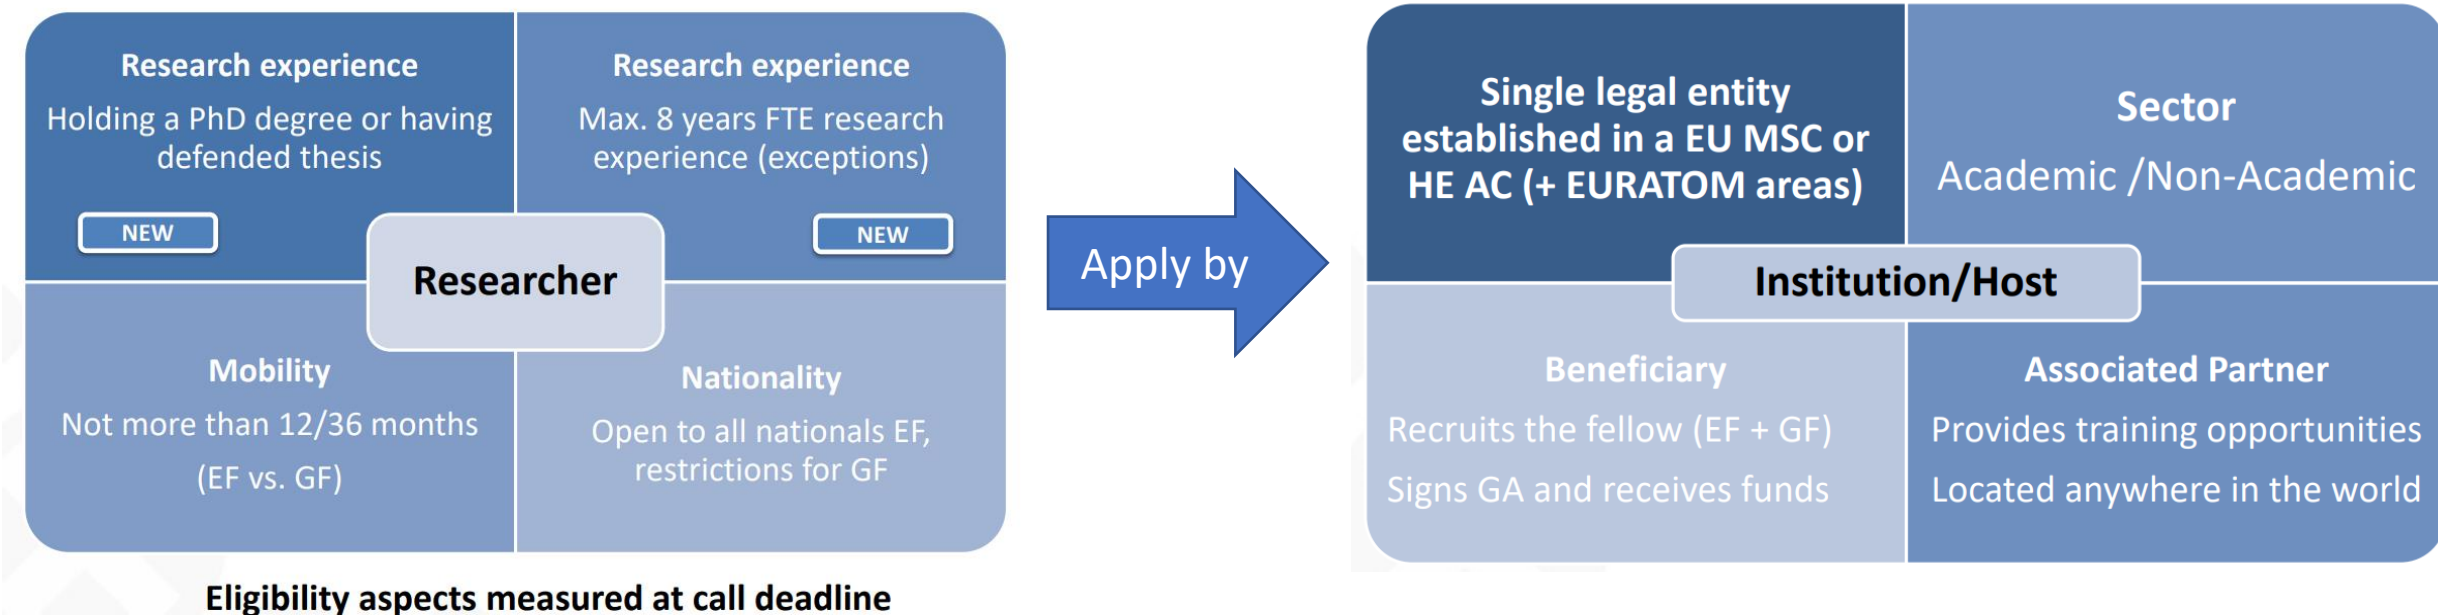 Research experience
Holding a PhD degree or having
defended thesis
NEW
Research experience
Max. 8 years FTE research
experience (exceptions)
NEW
Researcher
Mobility
Not more than 12/36 months
(EF vs. GF)
Nationality
Open to all nationals EF,
restrictions for GF
Eligibility aspects measured at call deadline
Apply by
Single legal entity
established in a EU MSC or
HE AC (+ EURATOM areas)
Sector
Academic /Non-Academic
Institution/Host
Beneficiary
Recruits the fellow (EF + GF)
Signs GA and receives funds
Associated Partner
Provides training opportunities
Located anywhere in the world